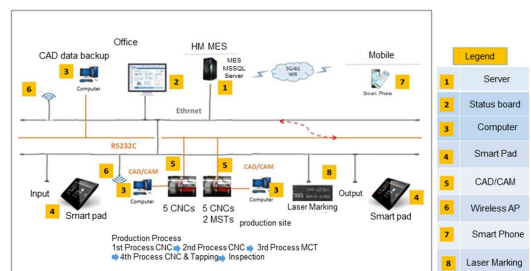 Office
HM MES
Mobile
CAD data backup
MES
MSSQL
Server
5G/4G
Wifi
3
6
2
1
7
Computer
Smart Phone
Ethrnet
RS232C
CAD/CAM
CAD/CAM
6
5
5
8
Input
3
3
Output
4
4
Computer
Computer
Smart pad
5 CNCs
5 CNCs
2 MSTs
Laser Marking
Smart pad
production site
Production Process
1st Process CNC 2nd Process CNC 3rd Process MCT
4th Process CNC & Tapping Inspection
Legend
1 Server
2 Status board
3 Computer
4 Smart Pad
5 CAD/CAM
6 Wireless AP
7 Smart Phone
8 Laser Marking